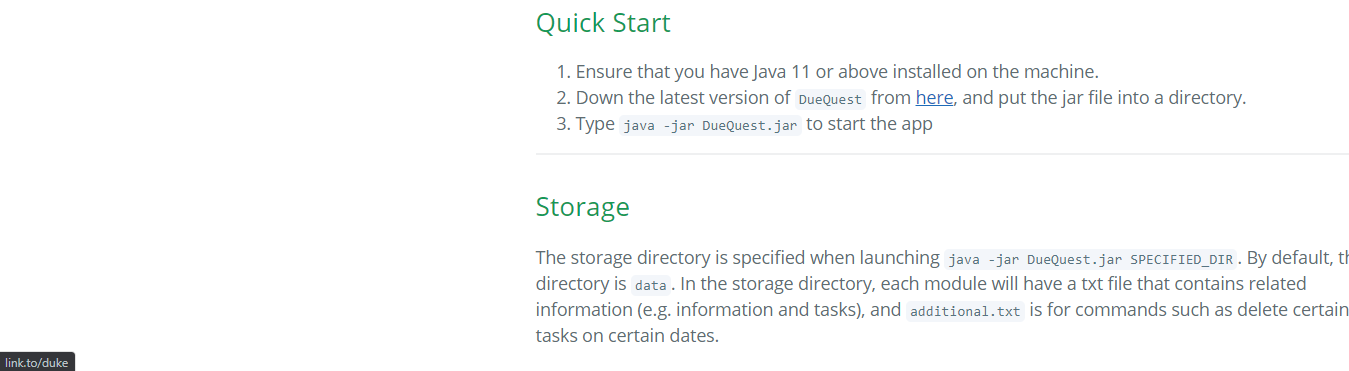 Quick Start
1. Ensure that you have Java 11 or above installed on the machine.
2. Down the latest version of DueQuest from here, and put the jar file into a directory.
3. Type java -jar DueQuest.jar to start the app
Storage
The storage directory is specified when launching java -jar DueQuest.jar SPECIFIED_DIR. By default, th
directory is data. In the storage directory, each module will have a txt file that contains related
information (e.g. information and tasks), and additional.txt is for commands such as delete certain
tasks on certain dates.
link.to/duke